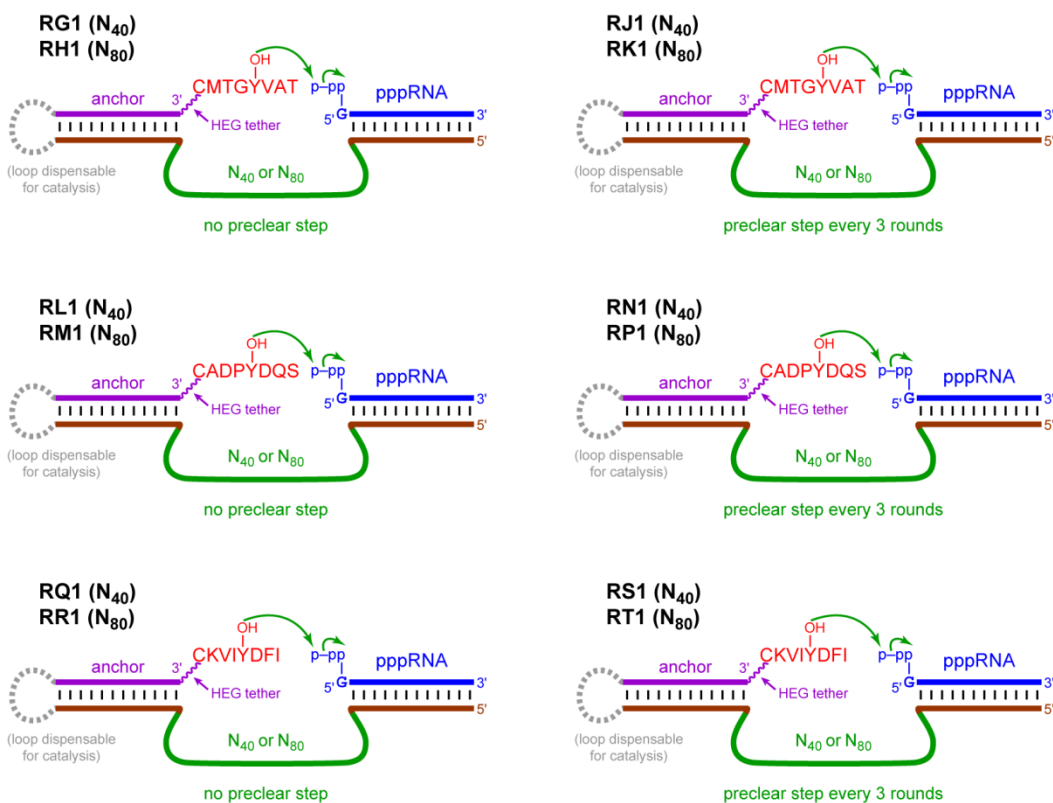 RG1 (N40)
RH1 (N80)
OH
CMTGYVAT
p–pp
anchor
3'
HEG tether
5'
G
pppRNA
3'
5'
(loop dispensable
for catalysis)
N40 or N80
no preclear step
RJ1 (N40)
RK1 (N80)
OH
CMTGYVAT
p–pp
anchor
3'
HEG tether
5'
G
pppRNA
3'
5'
(loop dispensable
for catalysis)
N40 or N80
preclear step every 3 rounds
RL1 (N40)
RM1 (N80)
OH
CADPYDQS
p–pp
anchor
3'
HEG tether
5'
G
pppRNA
3'
5'
(loop dispensable
for catalysis)
N40 or N80
no preclear step
RN1 (N40)
RP1 (N80)
OH
CADPYDQS
p–pp
anchor
3'
HEG tether
5'
G
pppRNA
3'
5'
(loop dispensable
for catalysis)
N40 or N80
preclear step every 3 rounds
RQ1 (N40)
RR1 (N80)
OH
CKVIYDFI
p–pp
anchor
3'
HEG tether
5'
G
pppRNA
3'
5'
(loop dispensable
for catalysis)
N40 or N80
no preclear step
RS1 (N40)
RT1 (N80)
OH
CKVIYDFI
p–pp
anchor
3'
HEG tether
5'
G
pppRNA
3'
5'
(loop dispensable
for catalysis)
N40 or N80
preclear step every 3 rounds